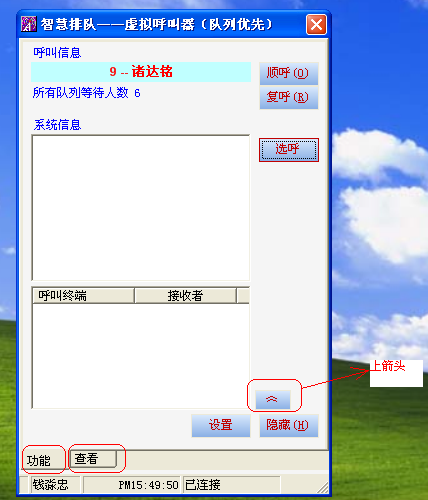 智慧排队——虚拟呼叫器（队列优先）
呼叫信息
9 -- 诸达铭
顺呼(O)
所有队列等待人数 6
复呼(R)
系统信息
选呼
呼叫终端 接收者
上箭头
设置 隐藏(H)
功能 查看
钱淼忠 PM15:49:50 已连接